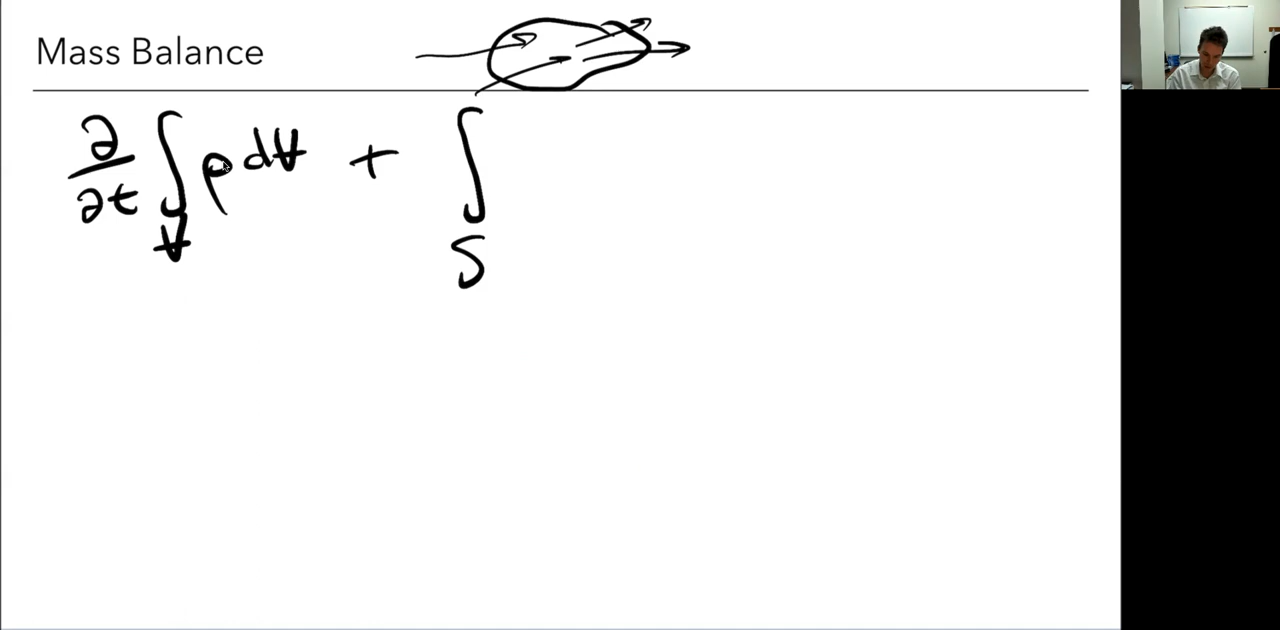 Mass Balance
∂/∂t ∫_V ρ dV + ∫_S